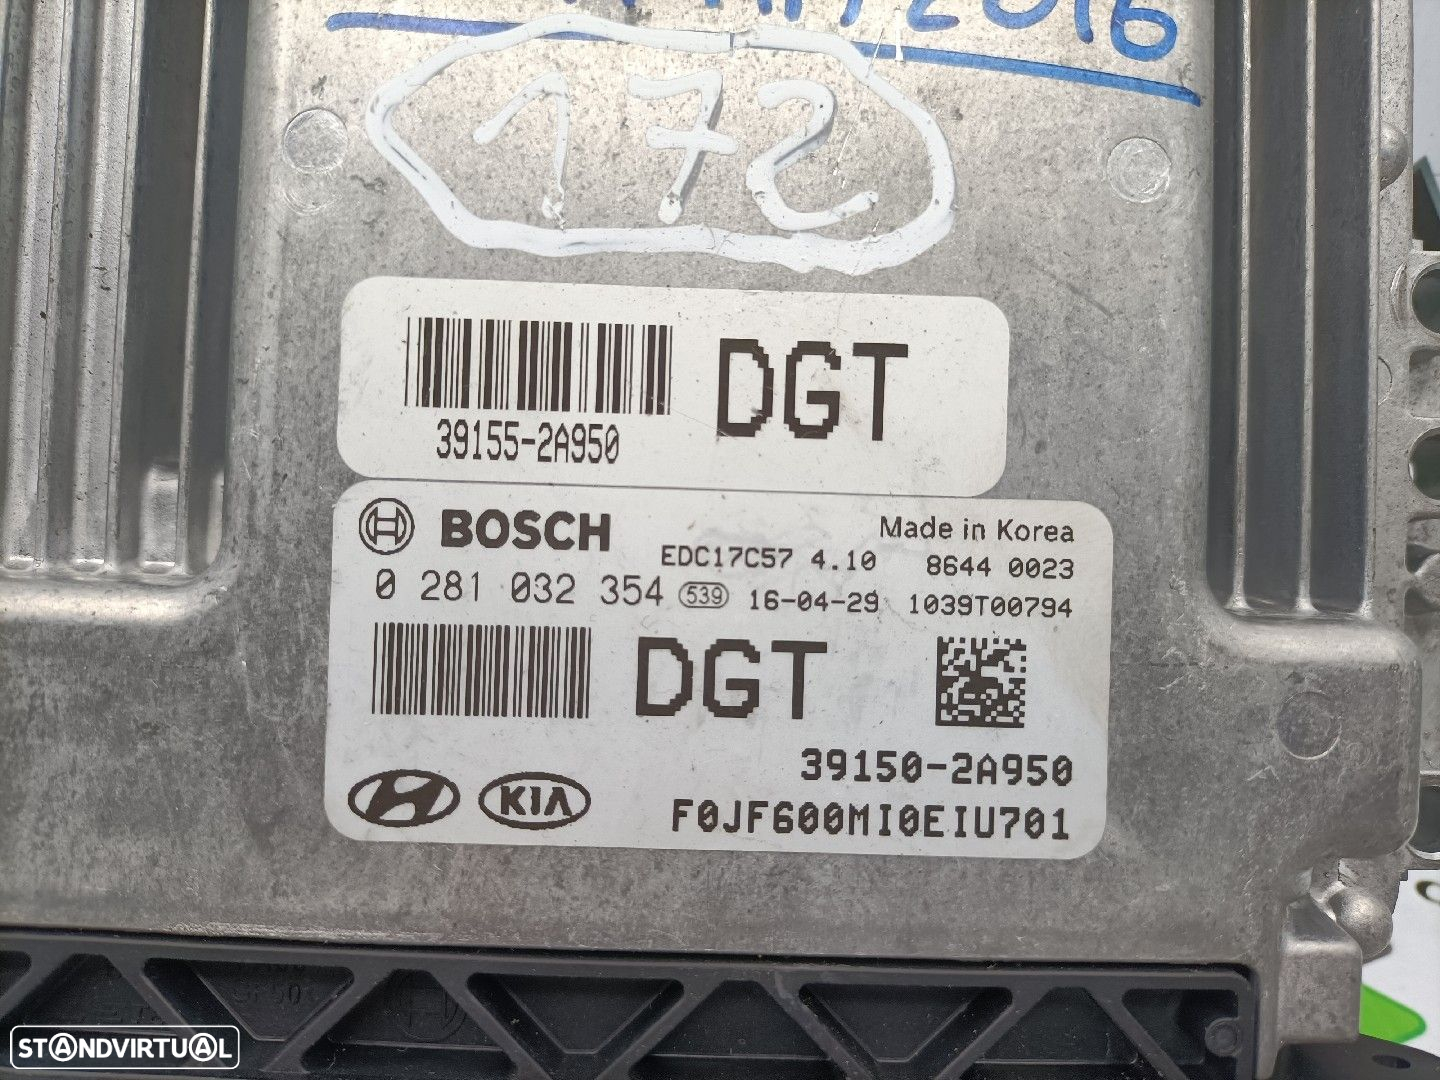 2016
172
DGT
39155-2A950
BOSCH
Made in Korea
EDC17C57 4.10
8644 0023
0 281 032 354
539
16-04-29
1039T00794
DGT
39150-2A950
KIA
F0JF600MI0EIU701
STANDVIRTUAL